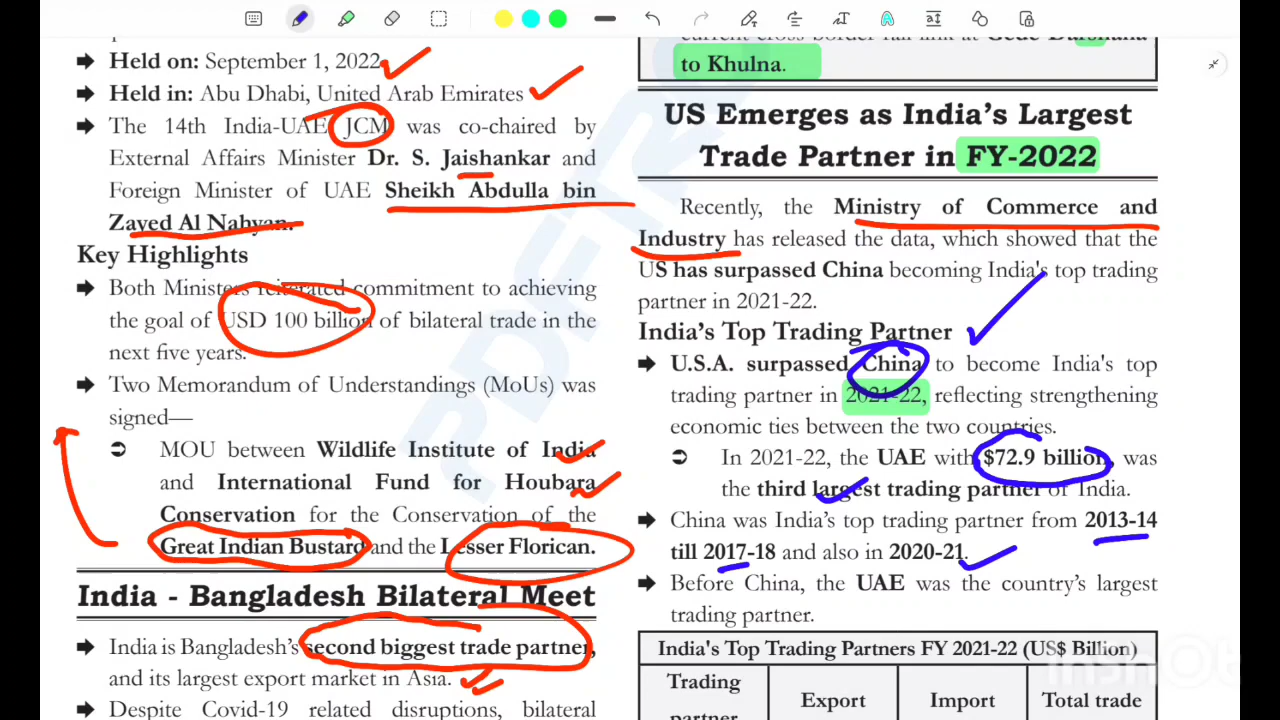 Held on: September 1, 2022
Held in: Abu Dhabi, United Arab Emirates
The 14th India-UAE JCM was co-chaired by
External Affairs Minister Dr. S. Jaishankar and
Foreign Minister of UAE Sheikh Abdulla bin
Zayed Al Nahyan.
Key Highlights
Both Ministers reiterated commitment to achieving
the goal of USD 100 billion of bilateral trade in the
next five years.
Two Memorandum of Understandings (MoUs) was
signed—
MOU between Wildlife Institute of India
and International Fund for Houbara
Conservation for the Conservation of the
Great Indian Bustard and the Lesser Florican.
India - Bangladesh Bilateral Meet
India is Bangladesh's second biggest trade partner,
and its largest export market in Asia.
Despite Covid-19 related disruptions, bilateral
current cross border rail link at Gede Darshana
to Khulna.
US Emerges as India's Largest
Trade Partner in FY-2022
Recently, the Ministry of Commerce and
Industry has released the data, which showed that the
US has surpassed China becoming India's top trading
partner in 2021-22.
India's Top Trading Partner
U.S.A. surpassed China to become India's top
trading partner in 2021-22, reflecting strengthening
economic ties between the two countries.
In 2021-22, the UAE with $72.9 billion, was
the third largest trading partner of India.
China was India's top trading partner from 2013-14
till 2017-18 and also in 2020-21.
Before China, the UAE was the country's largest
trading partner.
India's Top Trading Partners FY 2021-22 (US$ Billion)
Trading partner Export Import Total trade
PDFTRK
inshot